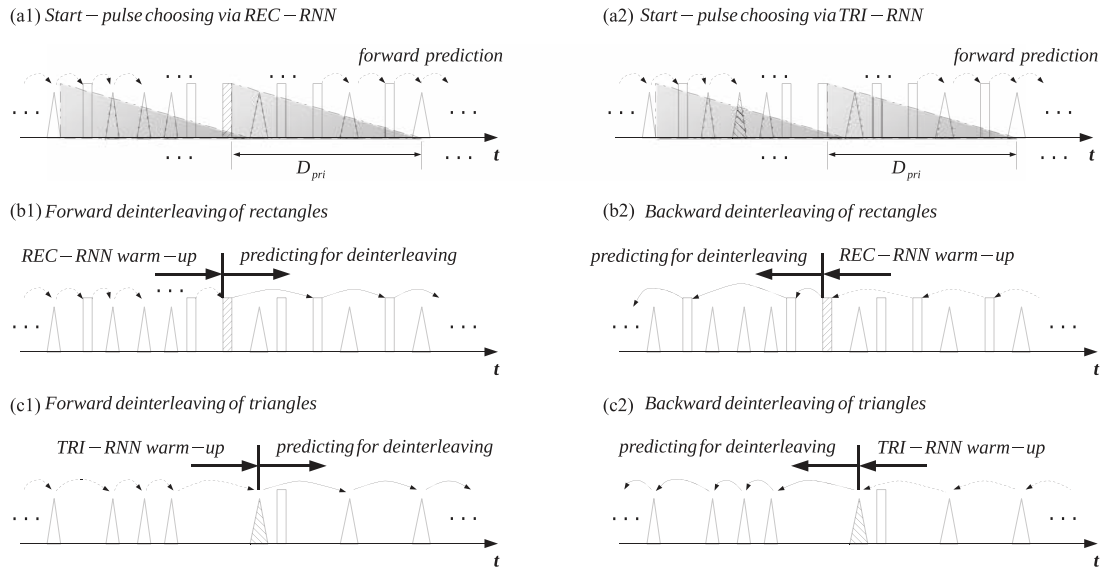 (a1) Start – pulse choosing via REC – RNN
(a2) Start – pulse choosing via TRI – RNN
forward prediction
forward prediction
...
...
...
...
...
...
...
...
t
t
...
...
...
...
D_pri
D_pri
(b1) Forward deinterleaving of rectangles
(b2) Backward deinterleaving of rectangles
REC – RNN warm – up
predicting for deinterleaving
predicting for deinterleaving
REC – RNN warm – up
...
...
...
...
...
t
t
(c1) Forward deinterleaving of triangles
(c2) Backward deinterleaving of triangles
TRI – RNN warm – up
predicting for deinterleaving
predicting for deinterleaving
TRI – RNN warm – up
...
...
...
...
t
t